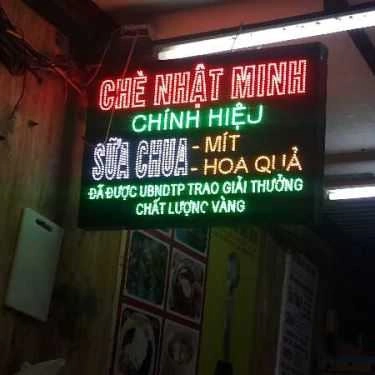 CHÈ NHẬT MINH
CHÍNH HIỆU
SỮA CHUA - MÍT
- HOA QUẢ
ĐÃ ĐƯỢC UBNDTP TRAO GIẢI THƯỞNG
CHẤT LƯỢNG VÀNG